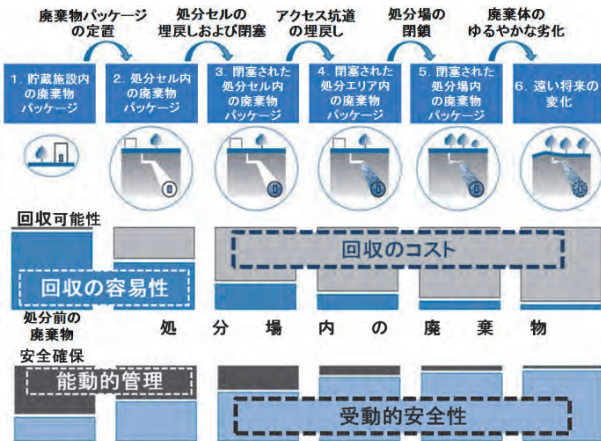 廃棄物パッケージ
の定置
処分セルの
埋戻しおよび閉塞
アクセス坑道
の埋戻し
処分場の
閉鎖
廃棄体の
ゆるやかな劣化
1. 貯蔵施設内
の廃棄物
パッケージ
2. 処分セル内
の廃棄物
パッケージ
3. 閉塞された
処分セル内
の廃棄物
パッケージ
4. 閉塞された
処分エリア内
の廃棄物
パッケージ
5. 閉塞された
処分場内
の廃棄物
パッケージ
6. 遠い将来の
変化
回収可能性
回収のコスト
回収の容易性
処分前の
廃棄物
処分場内の廃棄物
安全確保
能動的管理
受動的安全性